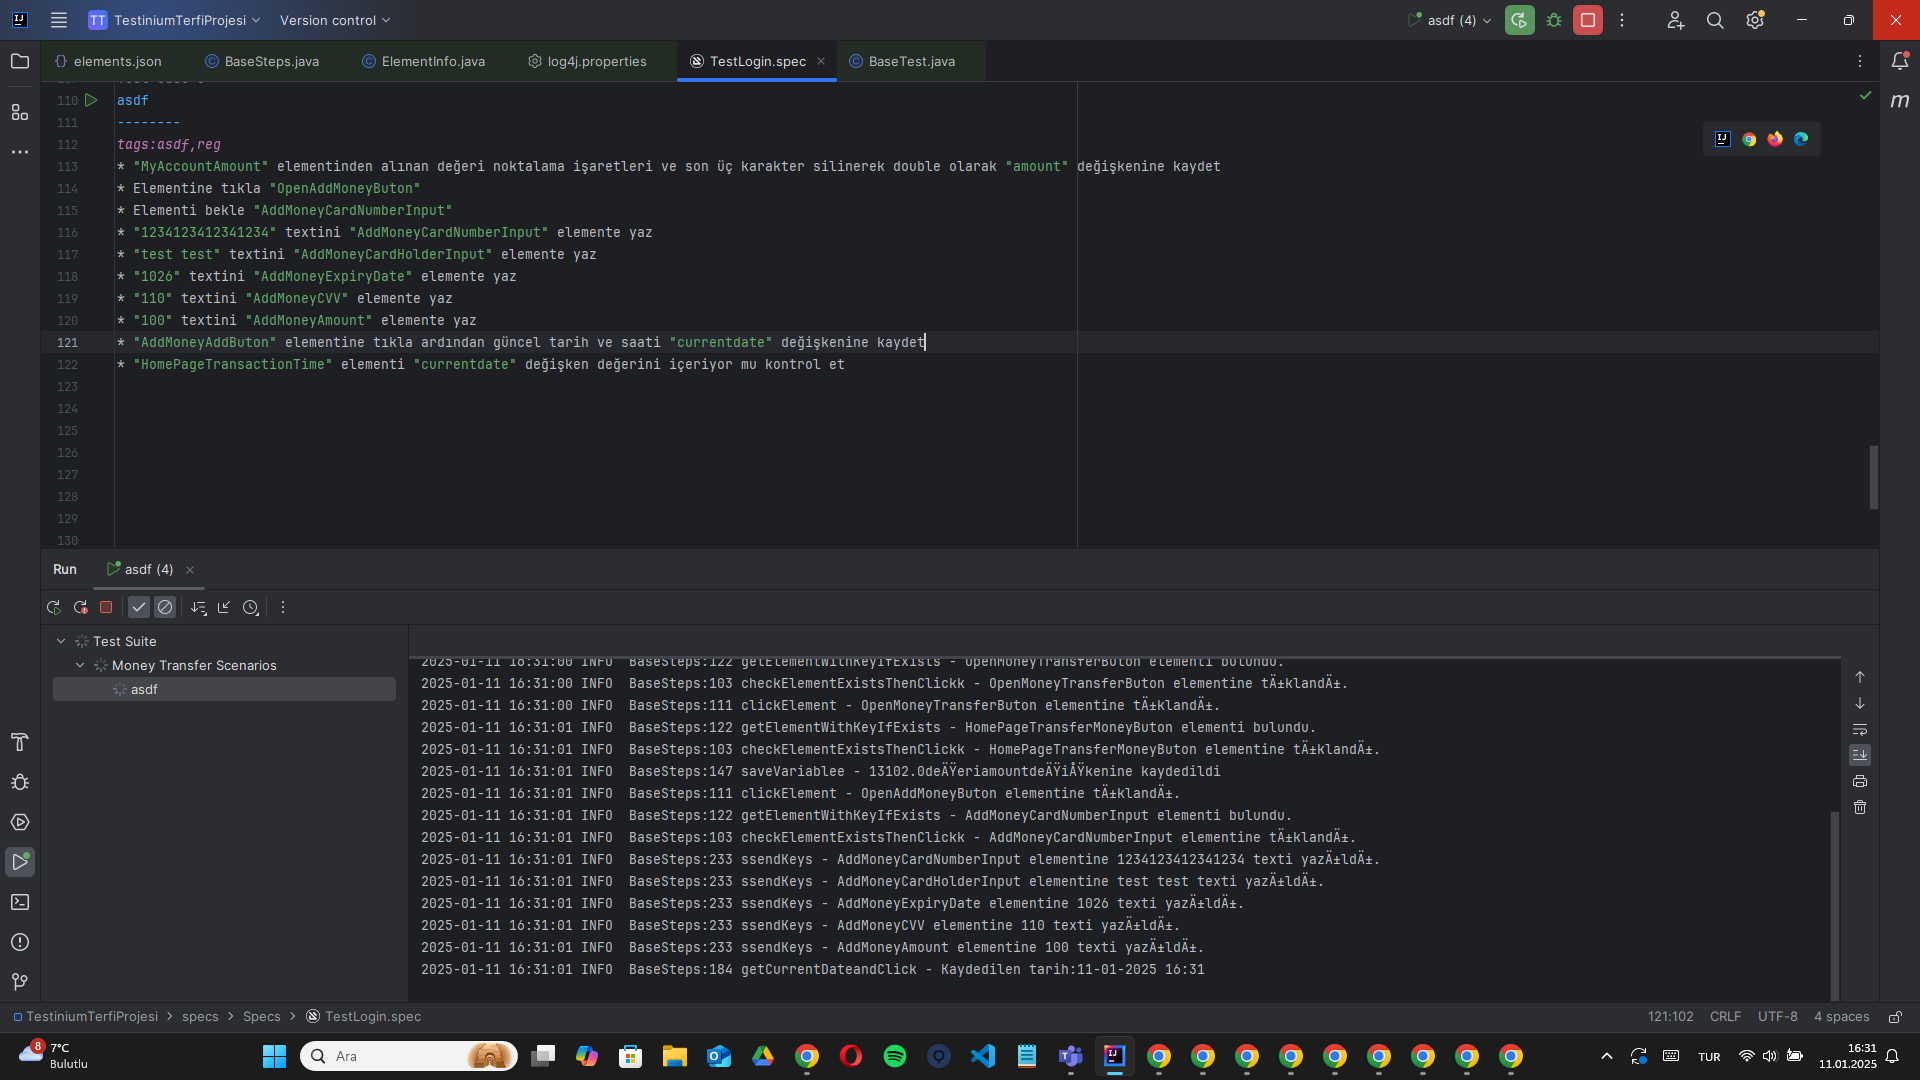 TT TestiniumTerfiProjesi Version control asdf (4)
elements.json BaseSteps.java ElementInfo.java log4j.properties TestLogin.spec BaseTest.java
110 asdf
111 --------
112 tags:asdf,reg
113 * "MyAccountAmount" elementinden alınan değeri noktalama işaretleri ve son üç karakter silinerek double olarak "amount" değişkenine kaydet
114 * Elementine tıkla "OpenAddMoneyButon"
115 * Elementi bekle "AddMoneyCardNumberInput"
116 * "1234123412341234" textini "AddMoneyCardNumberInput" elemente yaz
117 * "test test" textini "AddMoneyCardHolderInput" elemente yaz
118 * "1026" textini "AddMoneyExpiryDate" elemente yaz
119 * "110" textini "AddMoneyCVV" elemente yaz
120 * "100" textini "AddMoneyAmount" elemente yaz
121 * "AddMoneyAddButon" elementine tıkla ardından güncel tarih ve saati "currentdate" değişkenine kaydet
122 * "HomePageTransactionTime" elementi "currentdate" değişken değerini içeriyor mu kontrol et
123
124
125
126
127
128
129
130
Run asdf (4)
Test Suite
Money Transfer Scenarios
asdf
2025-01-11 16:31:00 INFO BaseSteps:122 getElementWithKeyIfExists - OpenMoneyTransferButon elementi bulundu.
2025-01-11 16:31:00 INFO BaseSteps:103 checkElementExistsThenClickk - OpenMoneyTransferButon elementine tÄ±klandÄ±.
2025-01-11 16:31:00 INFO BaseSteps:111 clickElement - OpenMoneyTransferButon elementine tÄ±klandÄ±.
2025-01-11 16:31:01 INFO BaseSteps:122 getElementWithKeyIfExists - HomePageTransferMoneyButon elementi bulundu.
2025-01-11 16:31:01 INFO BaseSteps:103 checkElementExistsThenClickk - HomePageTransferMoneyButon elementine tÄ±klandÄ±.
2025-01-11 16:31:01 INFO BaseSteps:147 saveVariablee - 13102.0deÄŸeriamountdeÄŸiÅŸkenine kaydedildi
2025-01-11 16:31:01 INFO BaseSteps:111 clickElement - OpenAddMoneyButon elementine tÄ±klandÄ±.
2025-01-11 16:31:01 INFO BaseSteps:122 getElementWithKeyIfExists - AddMoneyCardNumberInput elementi bulundu.
2025-01-11 16:31:01 INFO BaseSteps:103 checkElementExistsThenClickk - AddMoneyCardNumberInput elementine tÄ±klandÄ±.
2025-01-11 16:31:01 INFO BaseSteps:233 ssendKeys - AddMoneyCardNumberInput elementine 1234123412341234 texti yazÄ±ldÄ±.
2025-01-11 16:31:01 INFO BaseSteps:233 ssendKeys - AddMoneyCardHolderInput elementine test test texti yazÄ±ldÄ±.
2025-01-11 16:31:01 INFO BaseSteps:233 ssendKeys - AddMoneyExpiryDate elementine 1026 texti yazÄ±ldÄ±.
2025-01-11 16:31:01 INFO BaseSteps:233 ssendKeys - AddMoneyCVV elementine 110 texti yazÄ±ldÄ±.
2025-01-11 16:31:01 INFO BaseSteps:233 ssendKeys - AddMoneyAmount elementine 100 texti yazÄ±ldÄ±.
2025-01-11 16:31:01 INFO BaseSteps:184 getCurrentDateandClick - Kaydedilen tarih:11-01-2025 16:31
TestiniumTerfiProjesi > specs > Specs > TestLogin.spec 121:102 CRLF UTF-8 4 spaces
8 7°C
Bulutlu
Ara
TUR
16:31
11.01.2025